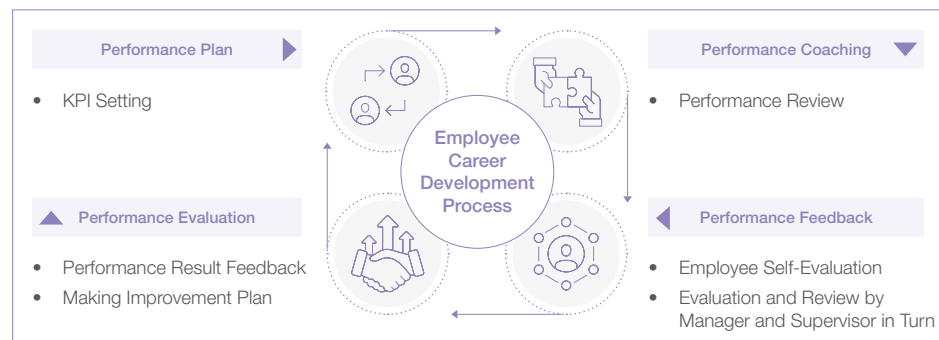 Performance Plan
• KPI Setting
Performance Coaching
• Performance Review
Employee
Career
Development
Process
Performance Evaluation
• Performance Result Feedback
• Making Improvement Plan
Performance Feedback
• Employee Self-Evaluation
• Evaluation and Review by
Manager and Supervisor in Turn